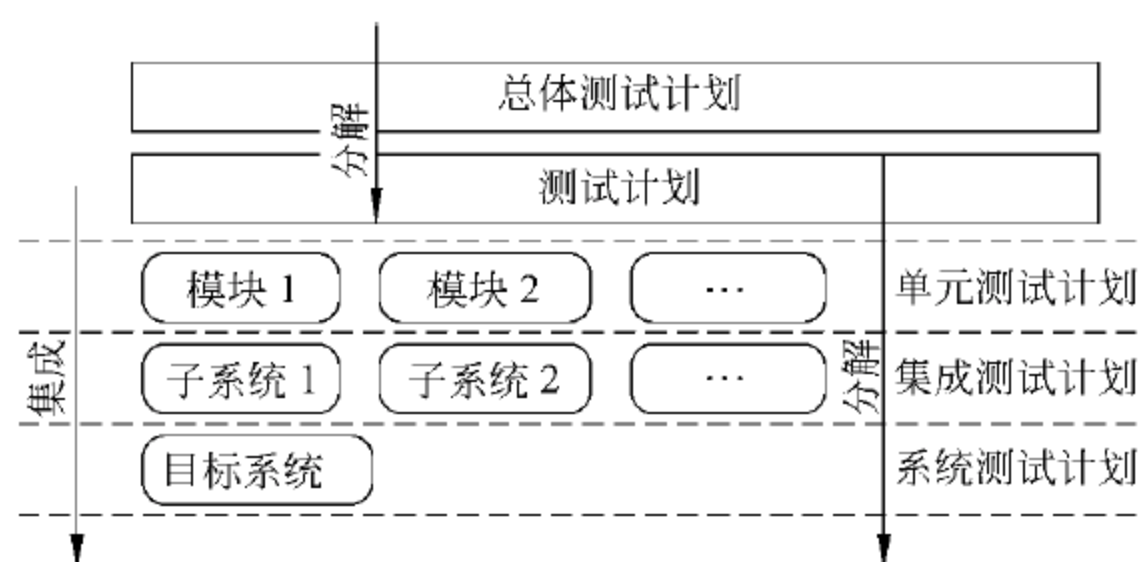 总体测试计划
分解
测试计划
模块 1
模块 2
…
单元测试计划
集成
子系统 1
子系统 2
…
分解
集成测试计划
目标系统
系统测试计划